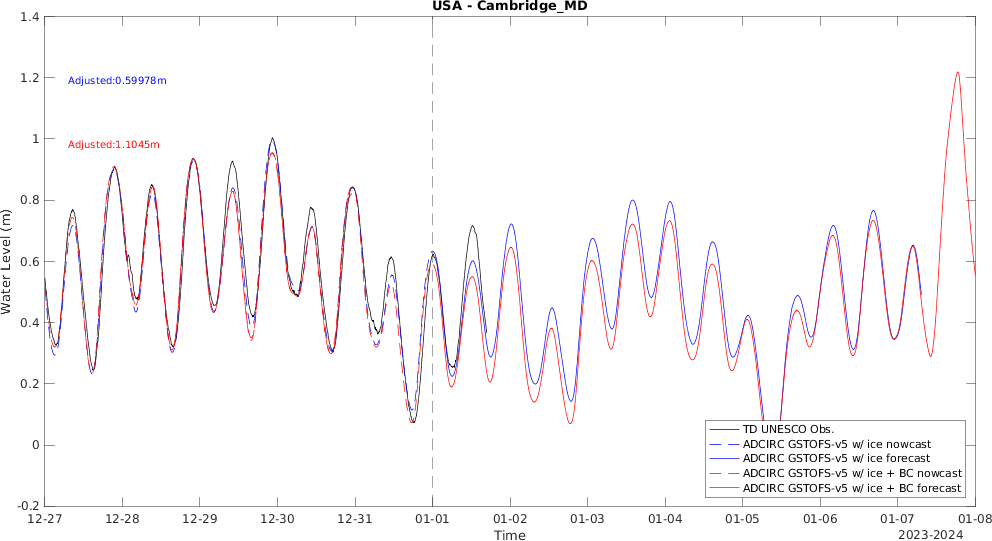 USA - Cambridge_MD
1.4
1.2
1
0.8
0.6
0.4
0.2
0
-0.2
Water Level (m)
Adjusted:0.59978m
Adjusted:1.1045m
TD UNESCO Obs.
ADCIRC GSTOFS-v5 w/ ice nowcast
ADCIRC GSTOFS-v5 w/ ice forecast
ADCIRC GSTOFS-v5 w/ ice + BC nowcast
ADCIRC GSTOFS-v5 w/ ice + BC forecast
12-27 12-28 12-29 12-30 12-31 01-01 01-02 01-03 01-04 01-05 01-06 01-07 01-08
Time
2023-2024